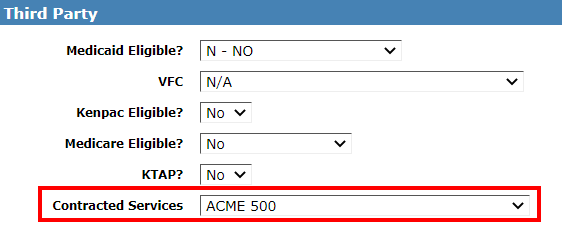 Third Party
Medicaid Eligible? N - NO
VFC N/A
Kenpac Eligible? No
Medicare Eligible? No
KTAP? No
Contracted Services ACME 500